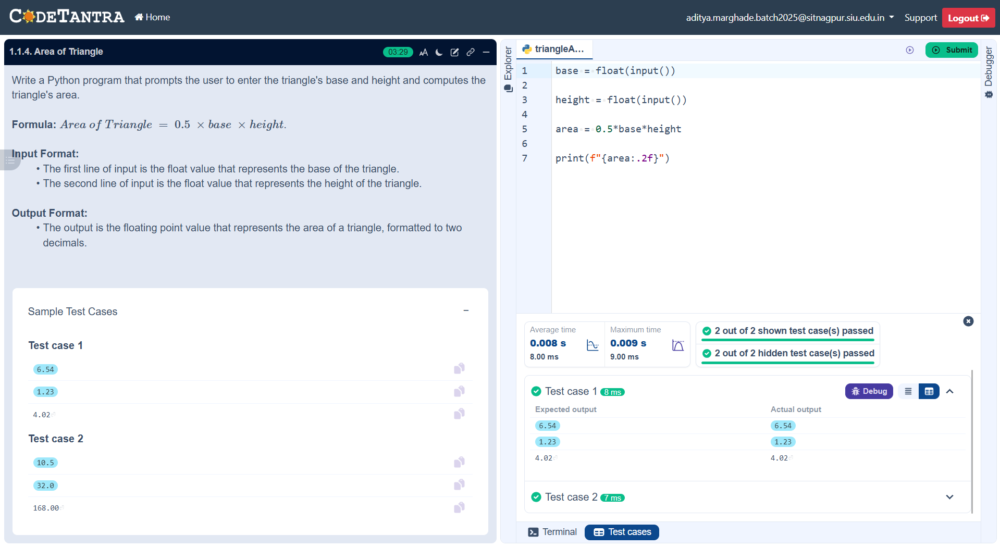 CODETANTRA Home
aditya.marghade.batch2025@sitnagpur.siu.edu.in Support Logout
1.1.4. Area of Triangle 03:29
Write a Python program that prompts the user to enter the triangle's base and height and computes the
triangle's area.
Formula: Area of Triangle = 0.5 × base × height.
Input Format:
• The first line of input is the float value that represents the base of the triangle.
• The second line of input is the float value that represents the height of the triangle.
Output Format:
• The output is the floating point value that represents the area of a triangle, formatted to two
decimals.
Sample Test Cases
Test case 1
6.54
1.23
4.02
Test case 2
10.5
32.0
168.00
Explorer
triangleA...
Submit
Debugger
1 base = float(input())
2
3 height = float(input())
4
5 area = 0.5*base*height
6
7 print(f"{area:.2f}")
Average time
0.008 s
8.00 ms
Maximum time
0.009 s
9.00 ms
2 out of 2 shown test case(s) passed
2 out of 2 hidden test case(s) passed
Test case 1 8 ms
Debug
Expected output Actual output
6.54 6.54
1.23 1.23
4.02 4.02
Test case 2 7 ms
Terminal Test cases